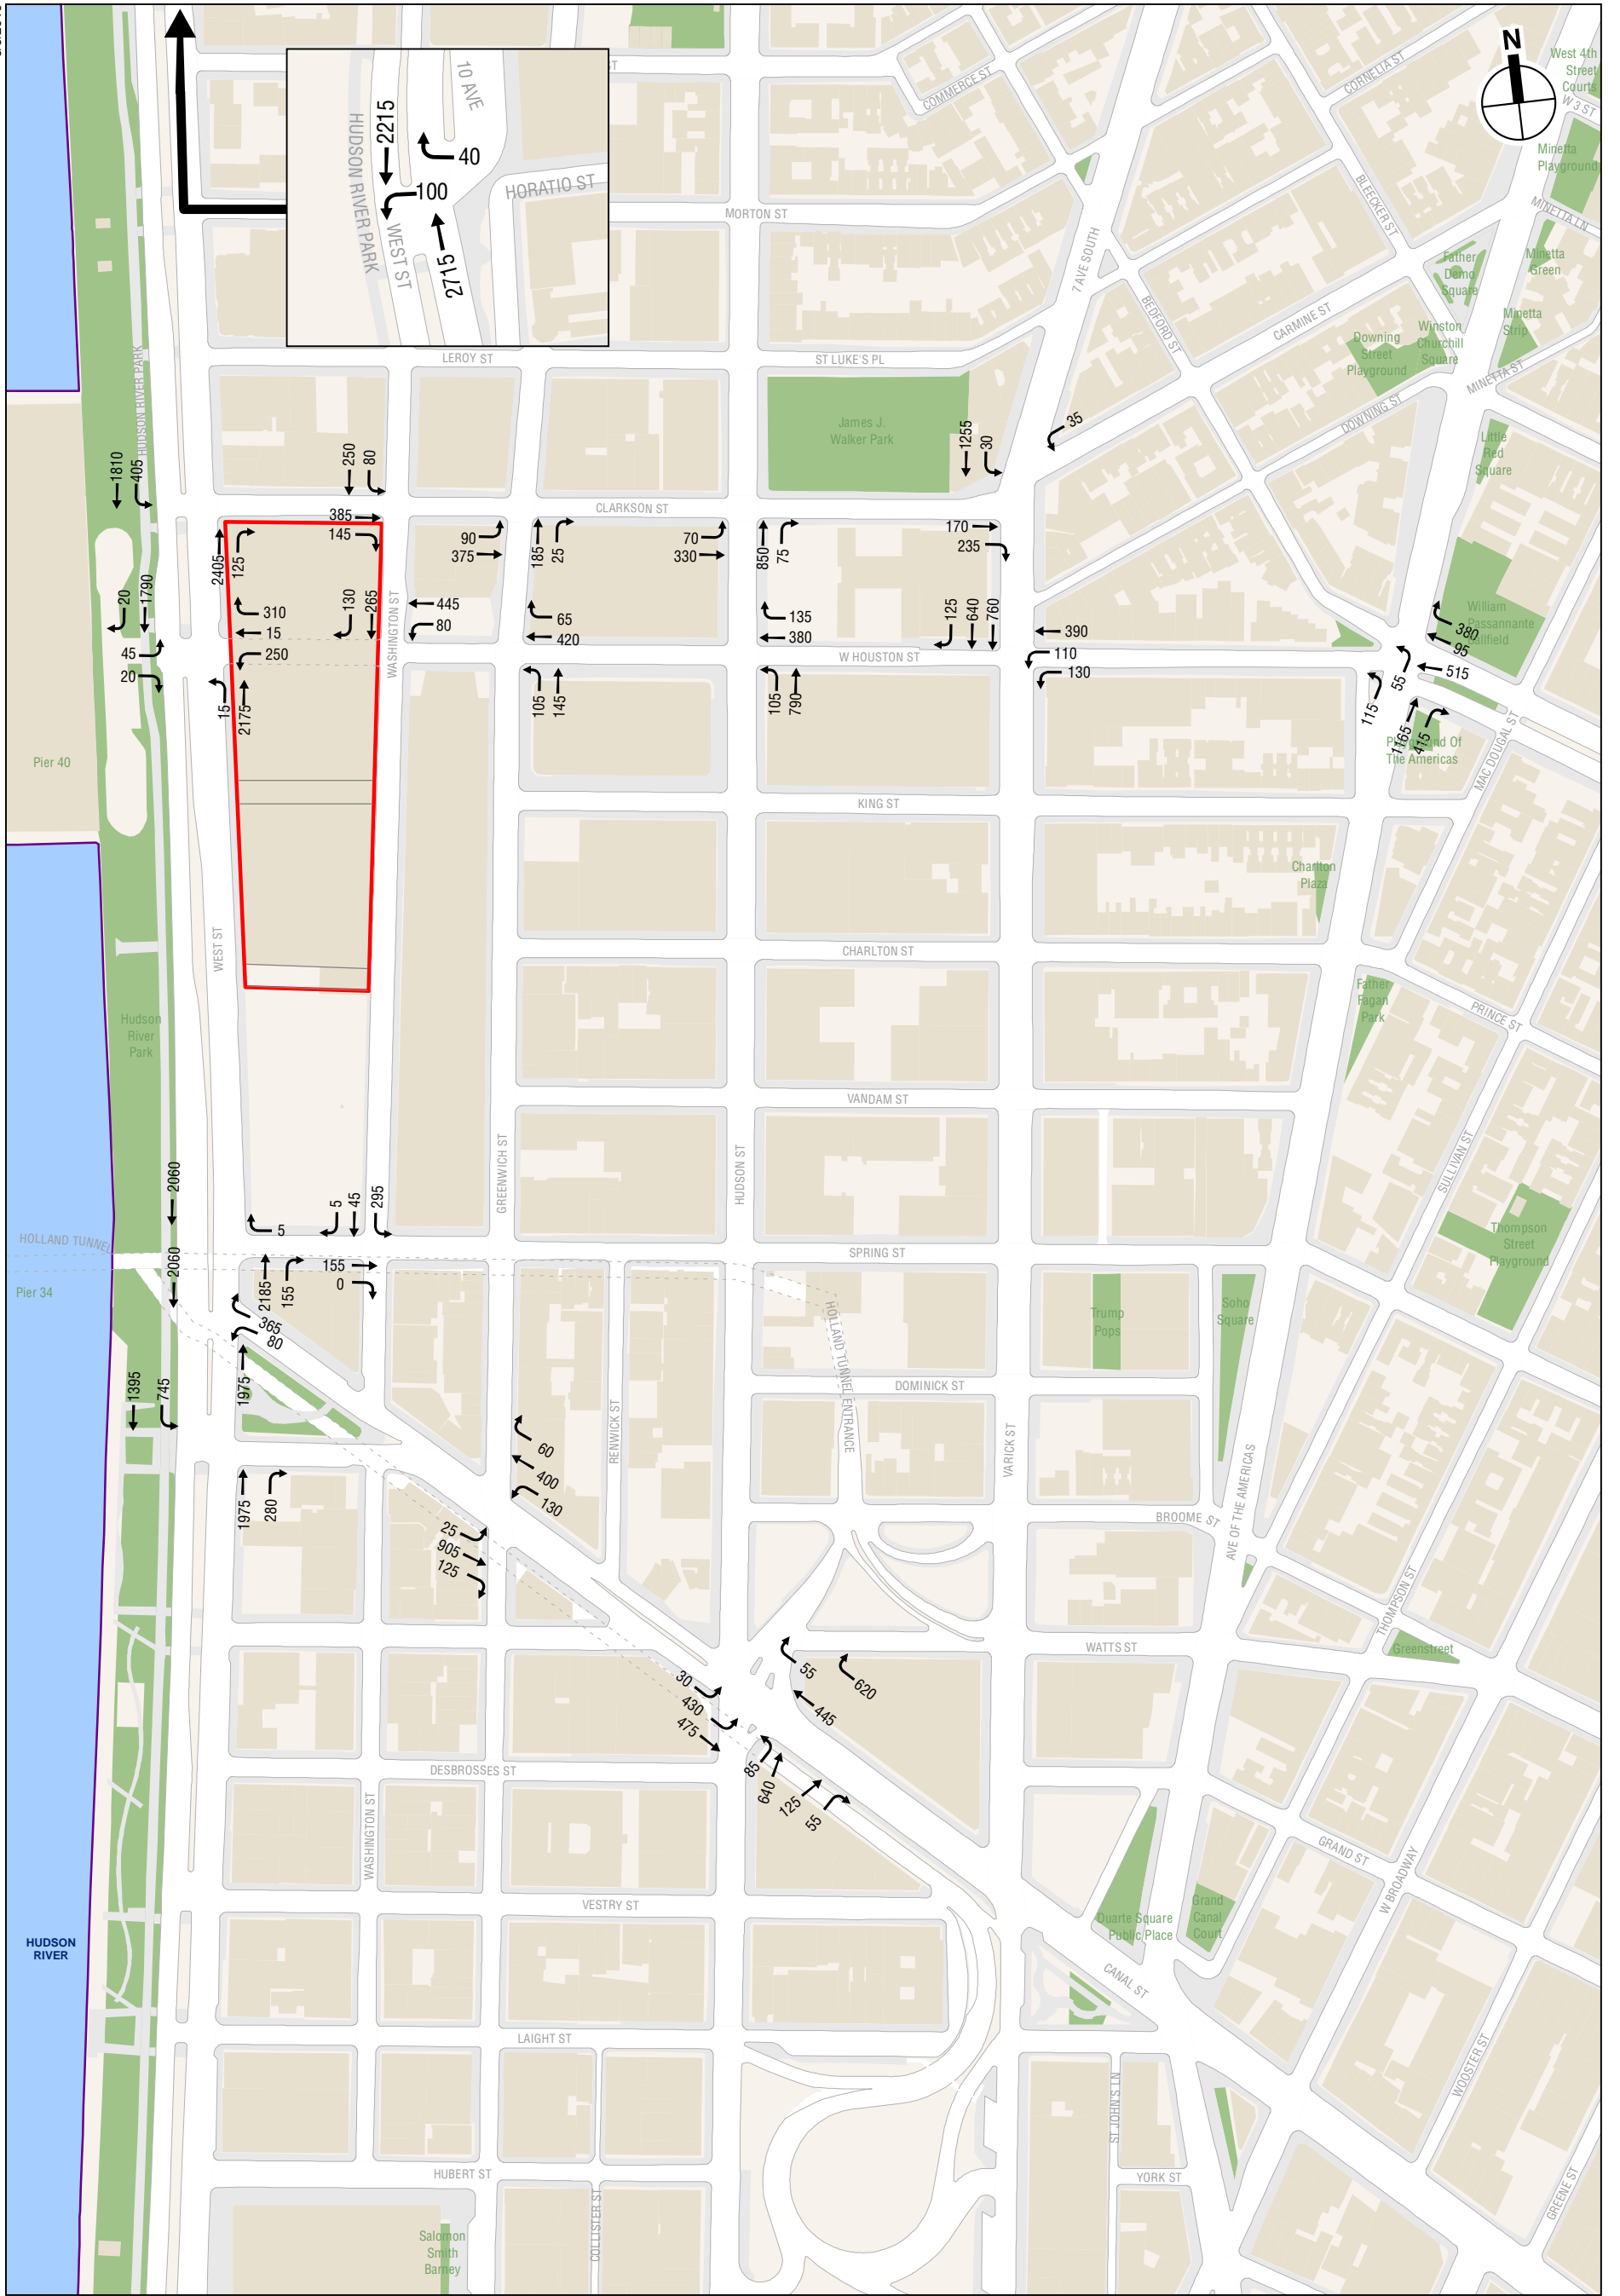 N
West 4th
Street
Courts
W 3 ST
CORNELIA ST
COMMERCE ST
10 AVE
2215
40
100
HUDSON RIVER PARK
HORATIO ST
WEST ST
2715
Minetta
Playground
BLEECKER ST
MINETTA LN
MORTON ST
7 AVE SOUTH
Father
Demo
Square
Minetta
Green
Minetta
Strip
BEDFORD ST
CARMINE ST
Winston
Churchill
Square
Downing
Street
Playground
HUDSON RIVER PARK
LEROY ST
ST LUKE'S PL
MINETTA ST
DOWNING ST
James J.
Walker Park
1255
30
35
Little
Red
Square
1810
405
250
80
CLARKSON ST
385
145
2405
125
90
375
185
25
70
330
850
75
170
235
20
1790
310
15
250
130
265
WASHINGTON ST
445
80
65
420
135
380
125
640
760
390
110
130
William
Passannante
Ballfield
380
95
515
55
115
1165
415
Playground Of
The Americas
MAC DOUGAL ST
45
20
15
2175
W HOUSTON ST
105
145
105
790
Pier 40
KING ST
Charlton
Plaza
WEST ST
CHARLTON ST
Father
Fagan
Park
PRINCE ST
Hudson
River
Park
VANDAM ST
GREENWICH ST
HUDSON ST
SULLIVAN ST
2060
5
5
45
295
Thompson
Street
Playground
HOLLAND TUNNEL
SPRING ST
2060
2185
155
155
0
Pier 34
365
80
HOLLAND TUNNEL ENTRANCE
Trump
Pops
Soho
Square
1395
745
1975
DOMINICK ST
RENWICK ST
VARICK ST
AVE OF THE AMERICAS
60
400
130
1975
280
25
905
125
BROOME ST
THOMPSON ST
WATTS ST
Greenstreet
55
620
445
30
430
475
85
640
125
55
DESBROSSES ST
WASHINGTON ST
GRAND ST
W BROADWAY
VESTRY ST
Duarte Square
Public Place
Grand
Canal
Court
HUDSON
RIVER
CANAL ST
LAIGHT ST
ST JOHN'S LN
WOOSTER ST
HUBERT ST
YORK ST
GREENE ST
COLLISTER ST
Salomon
Smith
Barney